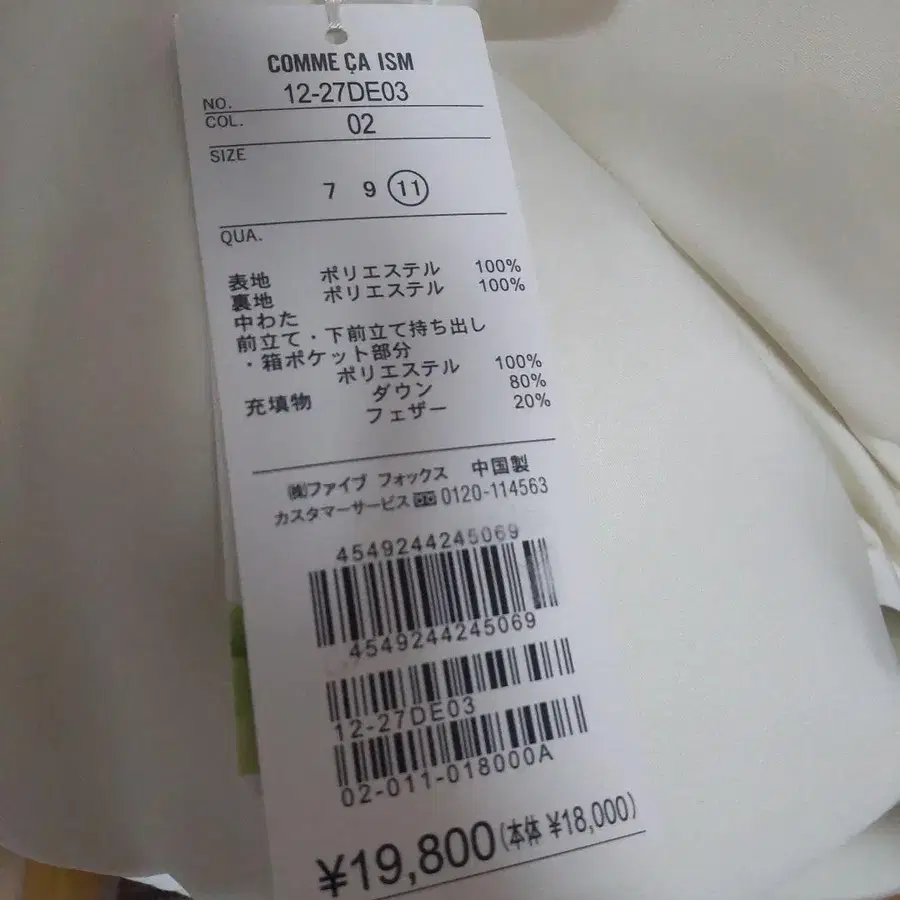 COMME ÇA ISM
NO. 12-27DE03
COL. 02
SIZE
7 9 11
QUA.
表地 ポリエステル 100%
裏地 ポリエステル 100%
中わた
前立て・下前立て持ち出し
・箱ポケット部分
ポリエステル 100%
充填物 ダウン 80%
フェザー 20%
㈱ファイブ フォックス 中国製
カスタマーサービス 0120-114563
4549244245069
4549244245069
12-27DE03
02-011-018000A
¥19,800(本体 ¥18,000)